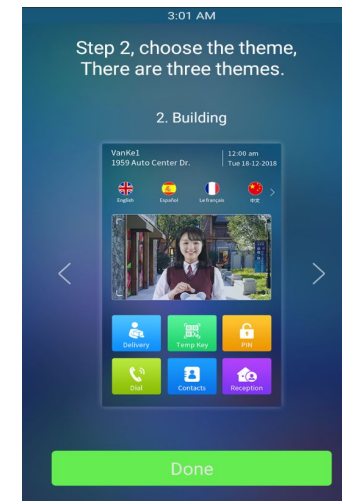 3:01 AM
Step 2, choose the theme,
There are three themes.
2. Building
VanKe1
1959 Auto Center Dr.
12:00 am
Tue 18-12-2018
English Español Le français 中文
Delivery Temp Key PIN
Dial Contacts Reception
Done